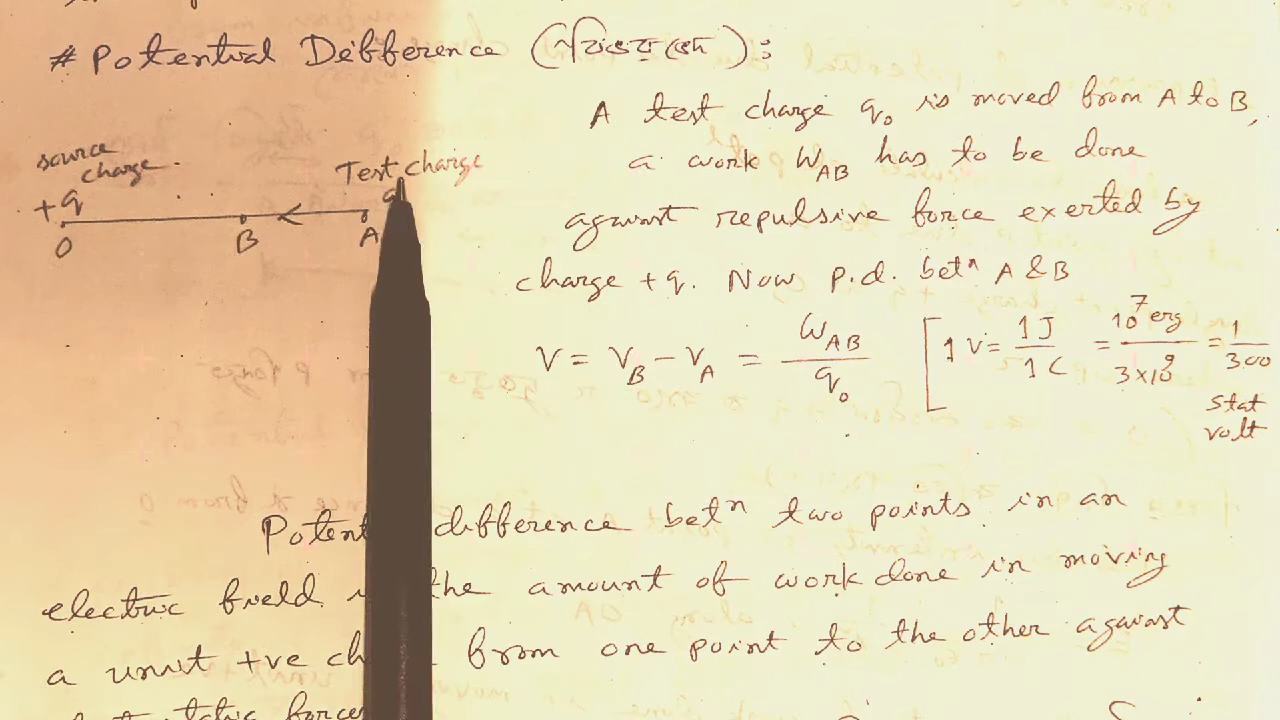 # Potential Difference (বিভবভেদ):
source charge
+q
O
B
A
Test charge
A test charge q₀ is moved from A to B,
a work W_AB has to be done
against repulsive force exerted by
charge +q. Now p.d. betⁿ A & B
V = V_B - V_A = W_AB / q₀ [1 V = 1 J / 1 C = 10⁷ erg / 3×10⁹ = 1 / 300 stat volt
difference betⁿ two points in an
electric field the amount of work done in moving
a unit +ve from one point to the other against